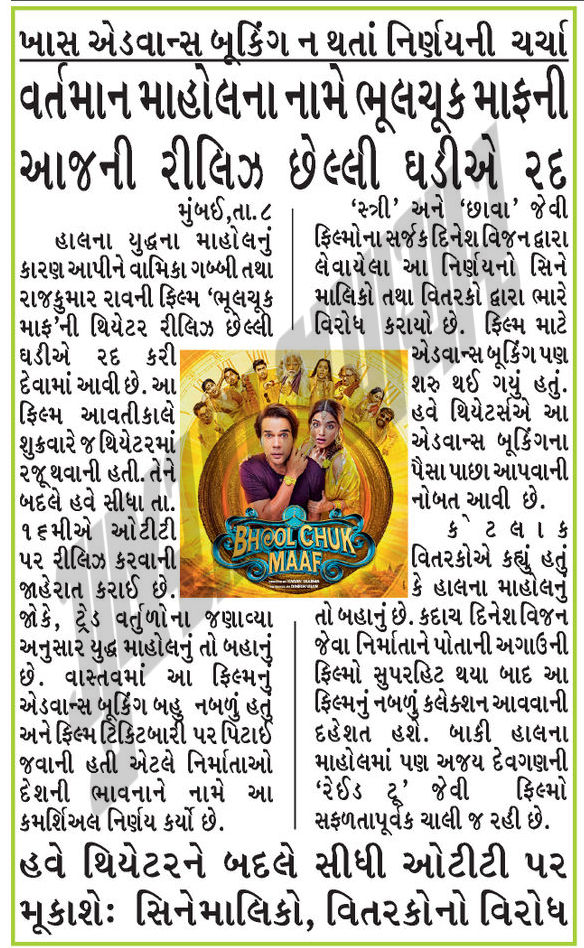 ખાસ એડવાન્સ બૂકિંગ ન થતાં નિર્ણયની ચર્ચા
વર્તમાન માહોલના નામે ભૂલચૂક માફની
આજની રીલિઝ છેલ્લી ઘડીએ રદ
મુંબઈ,તા.૮
હાલના યુદ્ધના માહોલનું
કારણ આપીને વામિકા ગબ્બી તથા
રાજકુમાર રાવની ફિલ્મ 'ભૂલચૂક
માફ'ની થિયેટર રીલિઝ છેલ્લી
ઘડીએ રદ કરી
દેવામાં આવી છે. આ
ફિલ્મ આવતીકાલે
શુક્રવારે જ થિયેટરમાં
રજૂ થવાની હતી. તેને
બદલે હવે સીધા તા.
૧૬મીએ ઓટીટી
પર રીલિઝ કરવાની
જાહેરાત કરાઈ છે.
જોકે, ટ્રેડ વર્તુળોના જણાવ્યા
અનુસાર યુદ્ધ માહોલનું તો બહાનું
છે. વાસ્તવમાં આ ફિલ્મનું
એડવાન્સ બૂકિંગ બહુ નબળું હતું
અને ફિલ્મ ટિકિટબારી પર પિટાઈ
જવાની હતી એટલે નિર્માતાઓ
દેશની ભાવનાને નામે આ
કમર્શિઅલ નિર્ણય કર્યો છે.
'સ્ત્રી' અને 'છાવા' જેવી
ફિલ્મોના સર્જક દિનેશ વિજન દ્વારા
લેવાયેલા આ નિર્ણયનો સિને
માલિકો તથા વિતરકો દ્વારા ભારે
વિરોધ કરાયો છે. ફિલ્મ માટે
એડવાન્સ બૂકિંગ પણ
શરુ થઈ ગયું હતું.
હવે થિયેટર્સએ આ
એડવાન્સ બૂકિંગના
પૈસા પાછા આપવાની
નોબત આવી છે.
કેટલાક
વિતરકોએ કહ્યું હતું
કે હાલના માહોલનું
તો બહાનું છે. કદાચ દિનેશ વિજન
જેવા નિર્માતાને પોતાની અગાઉની
ફિલ્મો સુપરહિટ થયા બાદ આ
ફિલ્મનું નબળું કલેક્શન આવવાની
દહેશત હશે. બાકી હાલના
માહોલમાં પણ અજય દેવગણની
'રેઈડ ટૂ' જેવી ફિલ્મો
સફળતાપૂર્વક ચાલી જ રહી છે.
BHOOL CHUK
MAAF
હવે થિયેટરને બદલે સીધી ઓટીટી પર
મૂકાશેઃ સિનેમાલિકો, વિતરકોનો વિરોધ